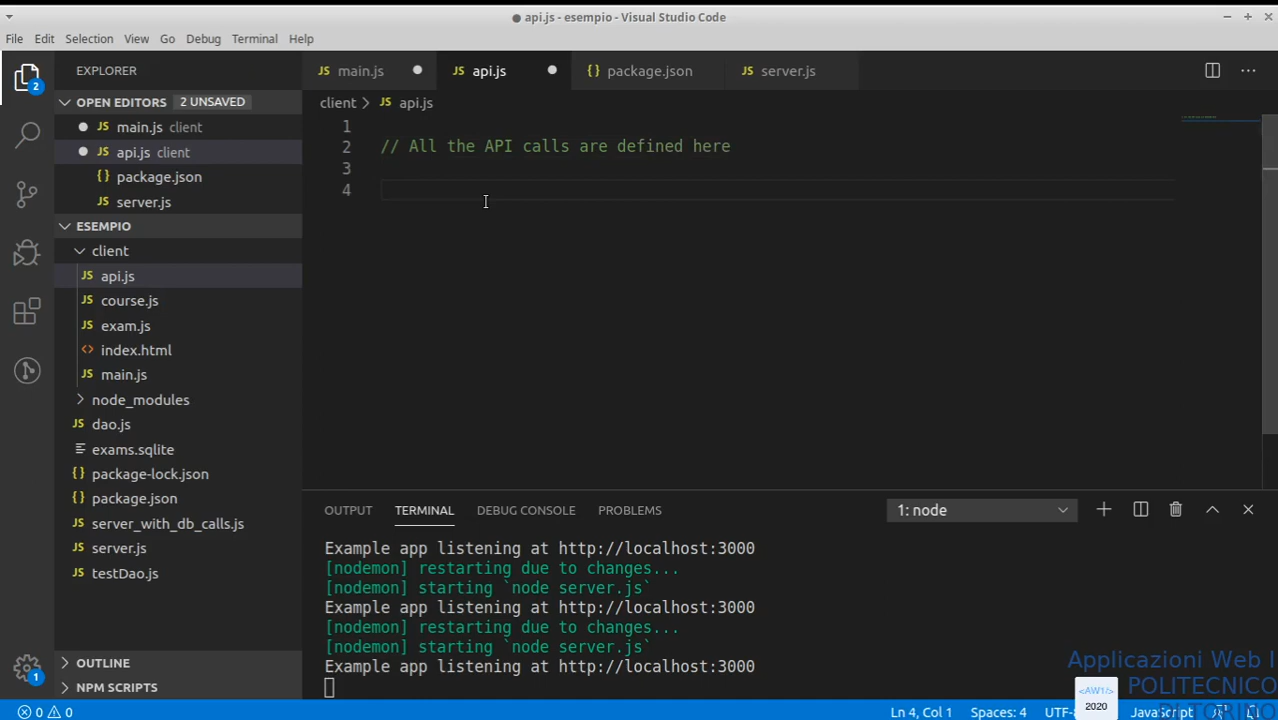 ● api.js - esempio - Visual Studio Code
File Edit Selection View Go Debug Terminal Help
EXPLORER
JS main.js ● JS api.js ● { } package.json JS server.js
OPEN EDITORS 2 UNSAVED
client > JS api.js
● JS main.js client
● JS api.js client
{ } package.json
JS server.js
ESEMPIO
client
JS api.js
JS course.js
JS exam.js
<> index.html
JS main.js
node_modules
JS dao.js
exams.sqlite
{ } package-lock.json
{ } package.json
JS server_with_db_calls.js
JS server.js
JS testDao.js
OUTLINE
NPM SCRIPTS
2
1
1
2 // All the API calls are defined here
3
4
OUTPUT TERMINAL DEBUG CONSOLE PROBLEMS 1: node
Example app listening at http://localhost:3000
[nodemon] restarting due to changes...
[nodemon] starting `node server.js`
Example app listening at http://localhost:3000
[nodemon] restarting due to changes...
[nodemon] starting `node server.js`
Example app listening at http://localhost:3000
Applicazioni Web I
POLITECNICO
DI TORINO
<AW1/>
2020
0 0 Ln 4, Col 1 Spaces: 4 JavaScript